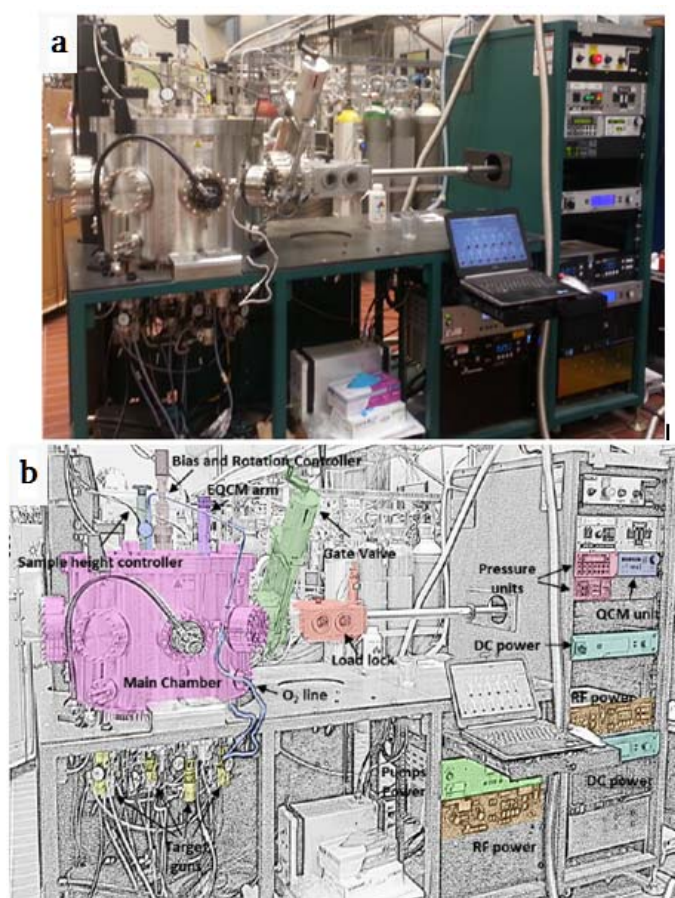 a
b
Bias and Rotation Controller
EQCM arm
Gate Valve
Sample height controller
Pressure
units
QCM unit
Load lock
DC power
Main Chamber
O₂ line
RF power
Pumps
Power
DC power
Target
guns
RF power